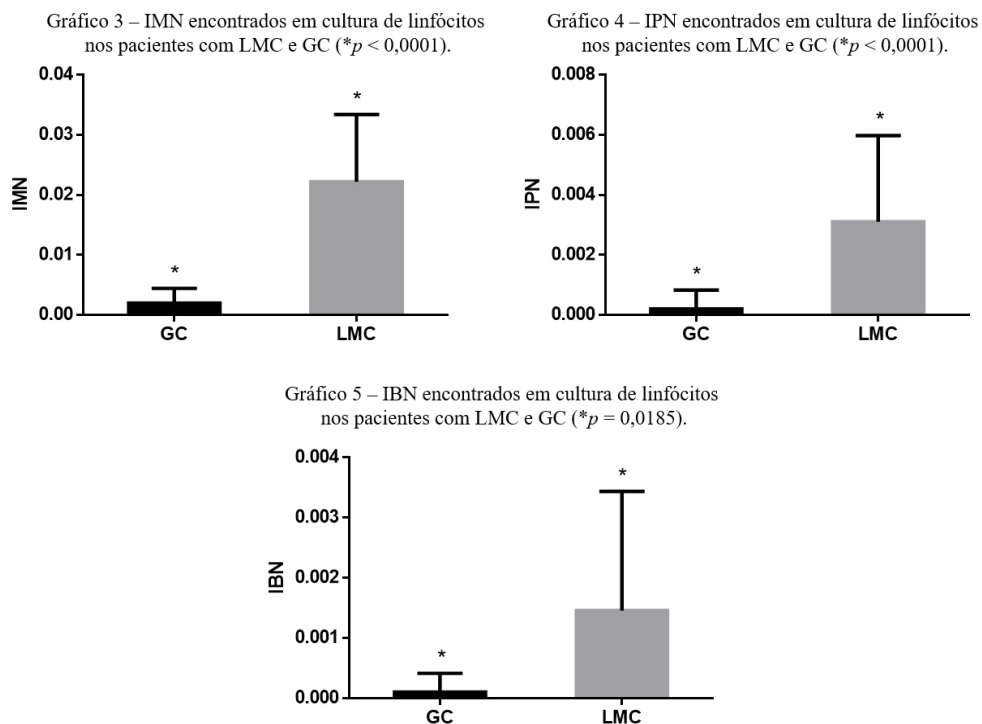 Gráfico 3 – IMN encontrados em cultura de linfócitos
nos pacientes com LMC e GC (*p < 0,0001).
0.04
*
0.03
IMN
0.02
0.01
*
0.00
GC
LMC
Gráfico 4 – IPN encontrados em cultura de linfócitos
nos pacientes com LMC e GC (*p < 0,0001).
0.008
*
0.006
IPN
0.004
0.002
*
0.000
GC
LMC
Gráfico 5 – IBN encontrados em cultura de linfócitos
nos pacientes com LMC e GC (*p = 0,0185).
0.004
*
0.003
IBN
0.002
0.001
*
0.000
GC
LMC